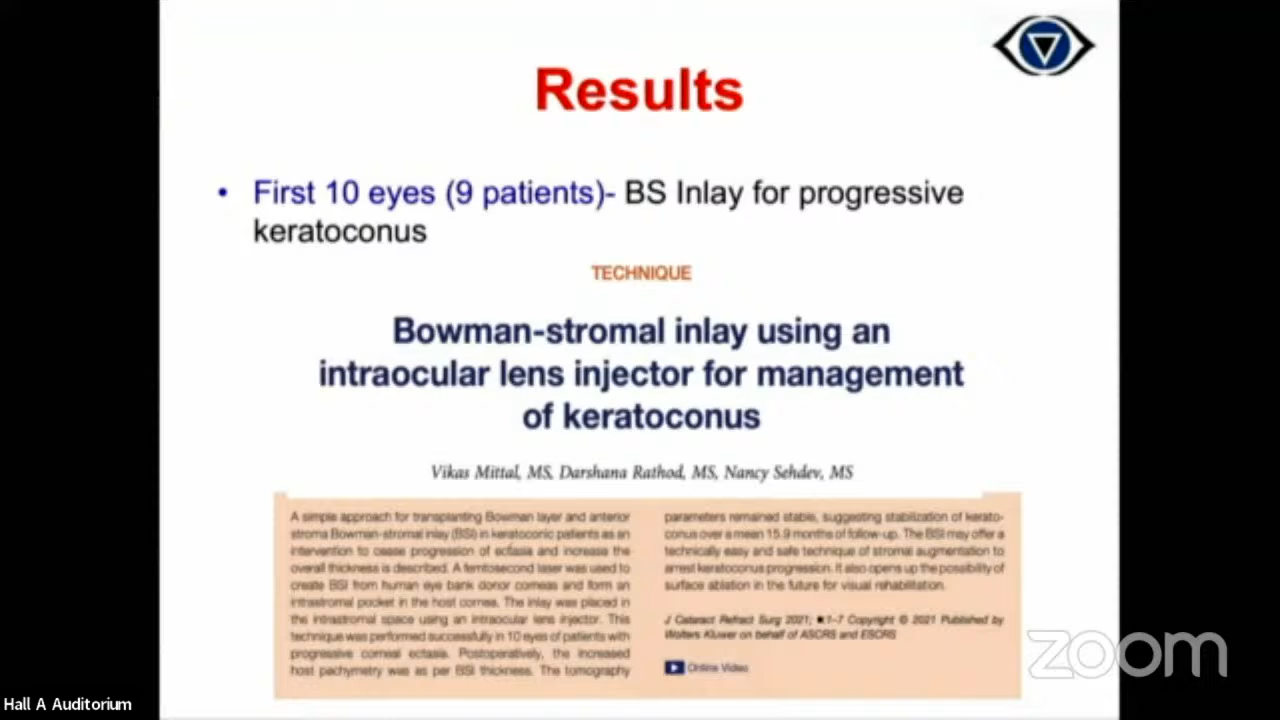 Results
• First 10 eyes (9 patients)- BS Inlay for progressive
keratoconus
TECHNIQUE
Bowman-stromal inlay using an
intraocular lens injector for management
of keratoconus
Vikas Mittal, MS, Darshana Rathod, MS, Nancy Sehdev, MS
A simple approach for transplanting Bowman layer and anterior
stroma Bowman-stromal inlay (BSI) in keratoconic patients as an
intervention to cease progression of ectasia and increase the
overall thickness is described. A femtosecond laser was used to
create BSI from human eye bank donor corneas and form an
intrastromal pocket in the host cornea. The inlay was placed in
the intrastromal space using an intraocular lens injector. This
technique was performed successfully in 10 eyes of patients with
progressive corneal ectasia. Postoperatively, the increased
host pachymetry was as per BSI thickness. The tomography
parameters remained stable, suggesting stabilization of kerato-
conus over a mean 15.9 months of follow-up. The BSI may offer a
technically easy and safe technique of stromal augmentation to
arrest keratoconus progression. It also opens up the possibility of
surface ablation in the future for visual rehabilitation.
J Cataract Refract Surg 2021; ■:1–7 Copyright © 2021 Published by
Wolters Kluwer on behalf of ASCRS and ESCRS
Online Video
zoom
Hall A Auditorium